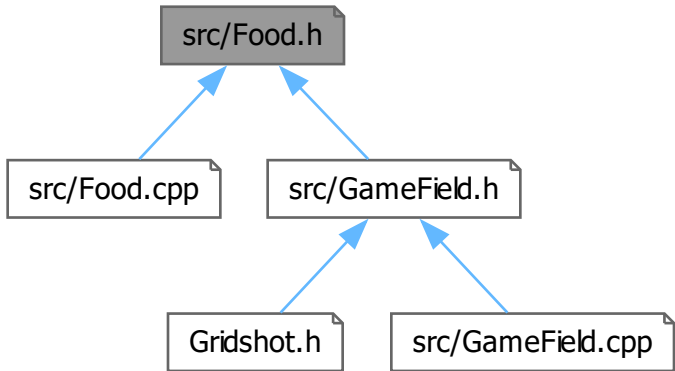 src/Food.h
src/Food.cpp
src/GameField.h
Gridshot.h
src/GameField.cpp